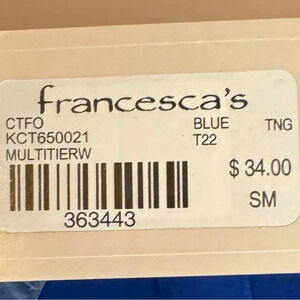 francesca's
CTFO BLUE TNG
KCT650021 T22
MULTITIERW $ 34.00
363443 SM